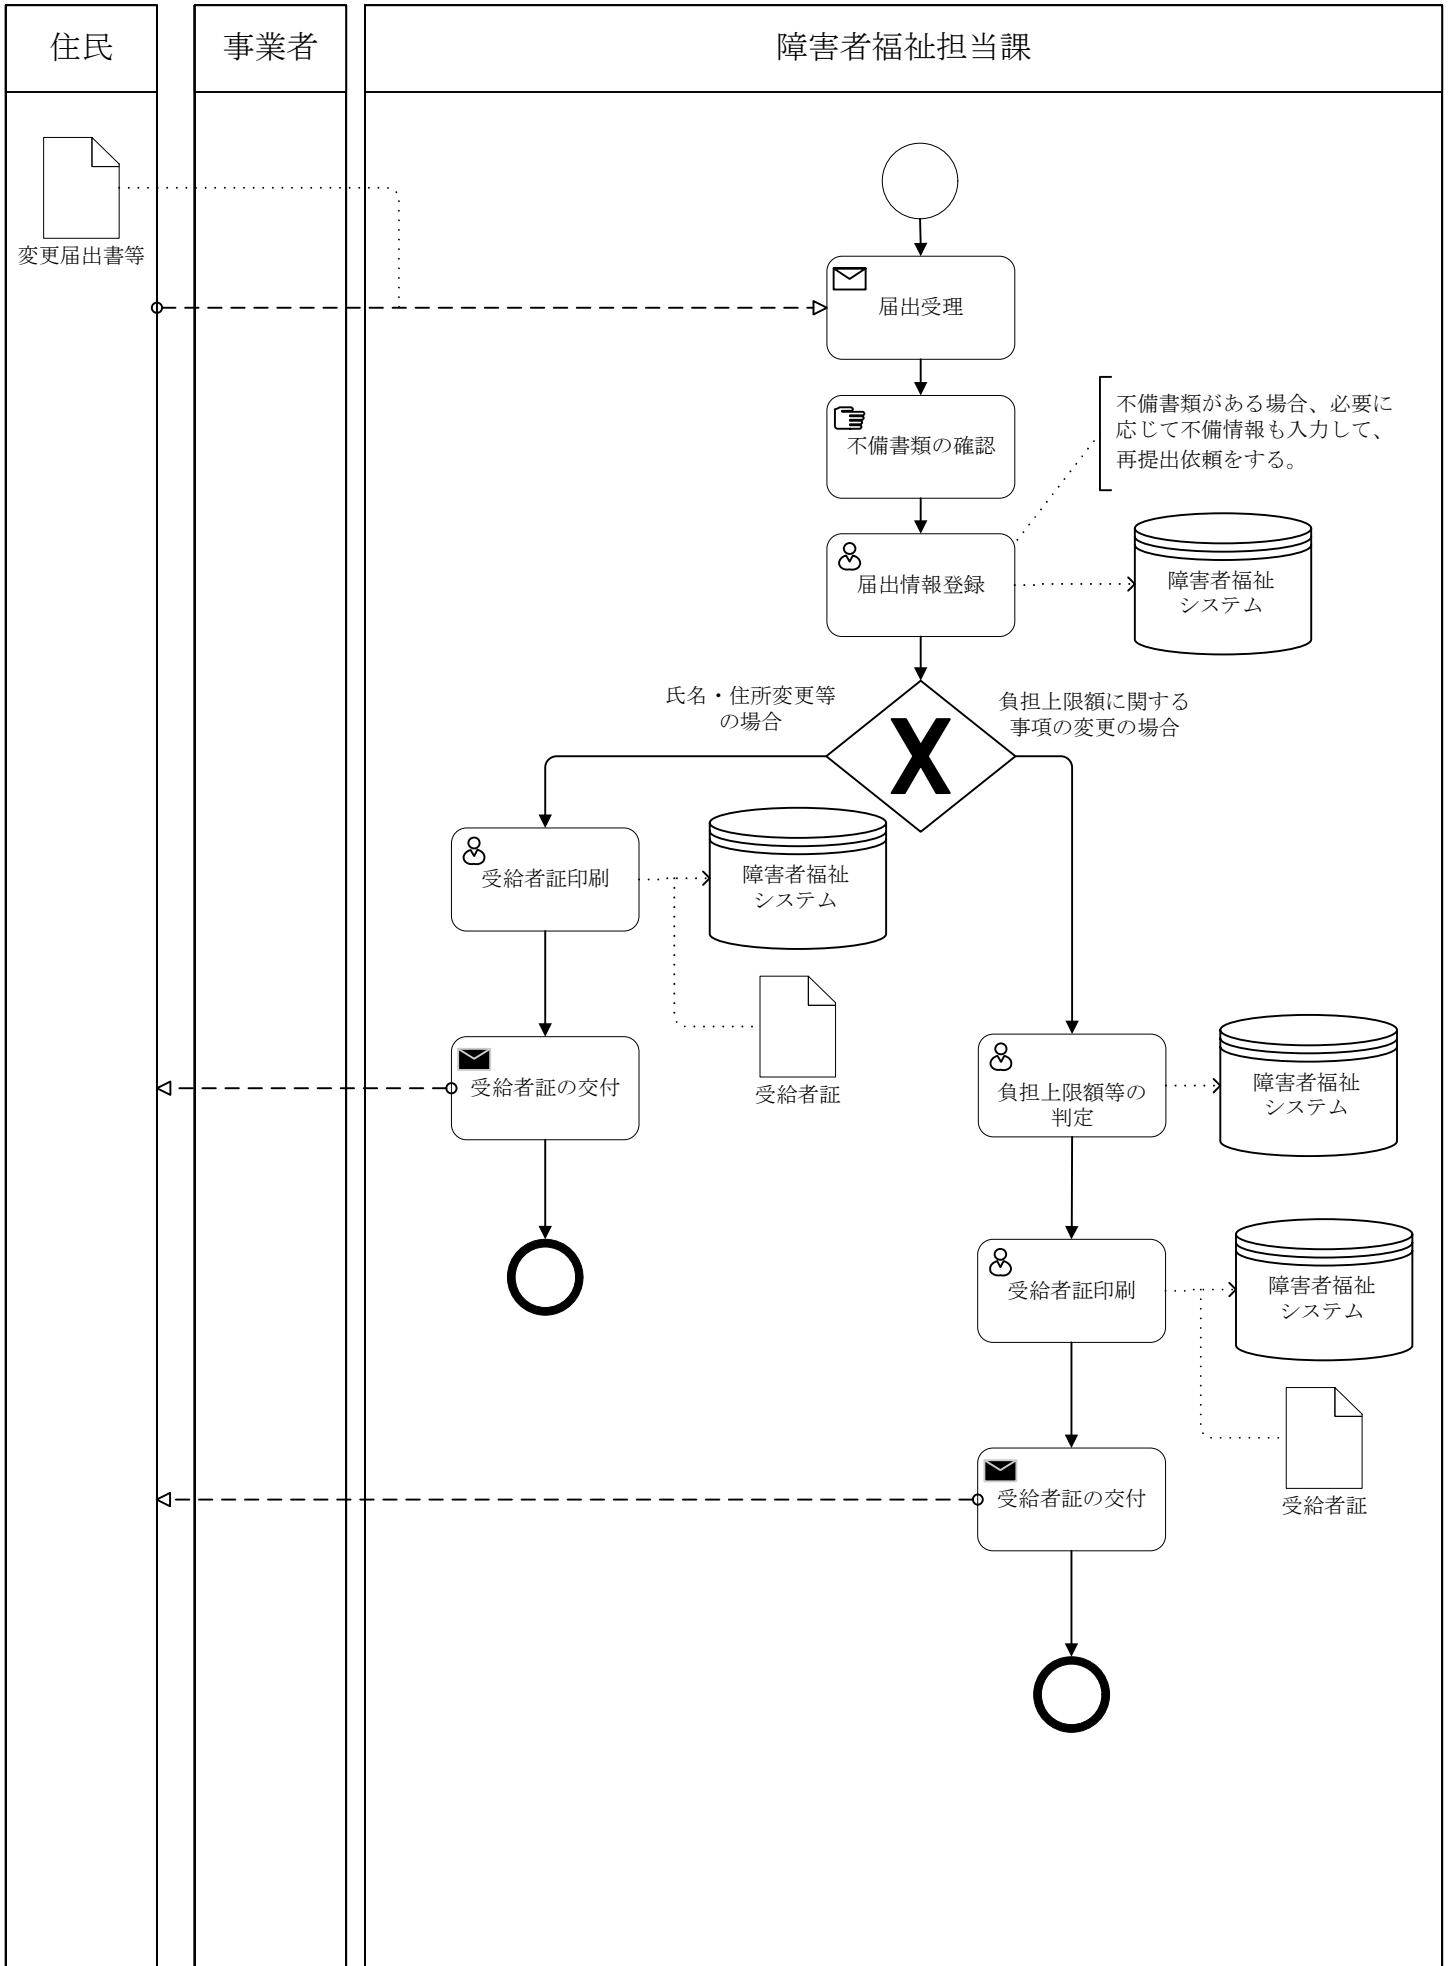 住民
事業者
障害者福祉担当課
変更届出書等
届出受理
不備書類の確認
不備書類がある場合、必要に
応じて不備情報も入力して、
再提出依頼をする。
届出情報登録
障害者福祉
システム
氏名・住所変更等
の場合
負担上限額に関する
事項の変更の場合
受給者証印刷
障害者福祉
システム
受給者証
受給者証の交付
負担上限額等の
判定
障害者福祉
システム
受給者証印刷
障害者福祉
システム
受給者証
受給者証の交付